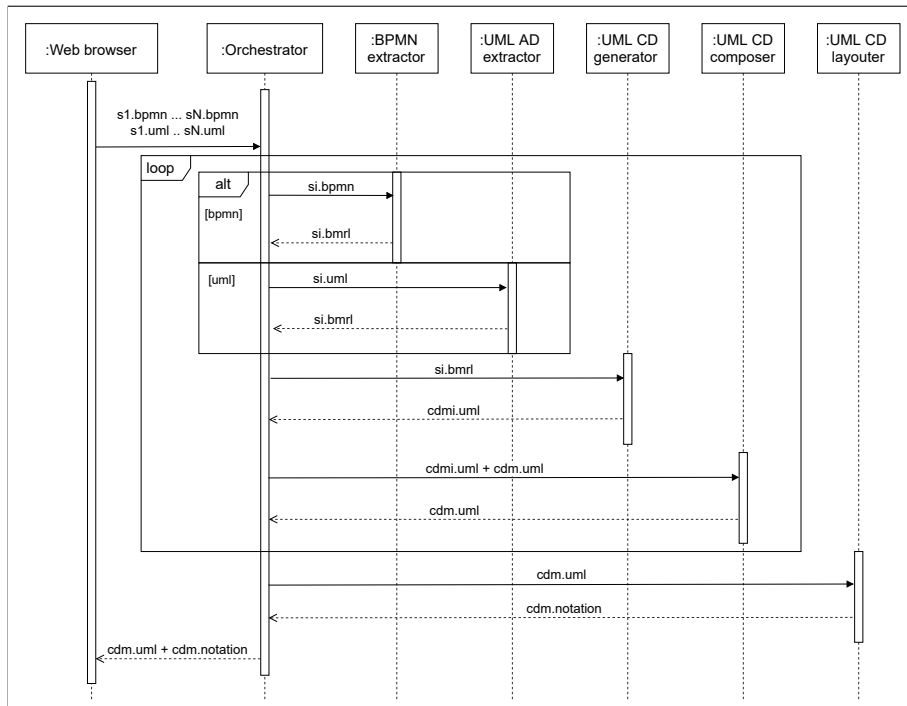 :Web browser
:Orchestrator
:BPMN
extractor
:UML AD
extractor
:UML CD
generator
:UML CD
composer
:UML CD
layouter
s1.bpmn ... sN.bpmn
s1.uml .. sN.uml
loop
alt
si.bpmn
[bpmn]
si.bmrl
[uml]
si.uml
si.bmrl
si.bmrl
cdmi.uml
cdmi.uml + cdm.uml
cdm.uml
cdm.uml
cdm.notation
cdm.uml + cdm.notation